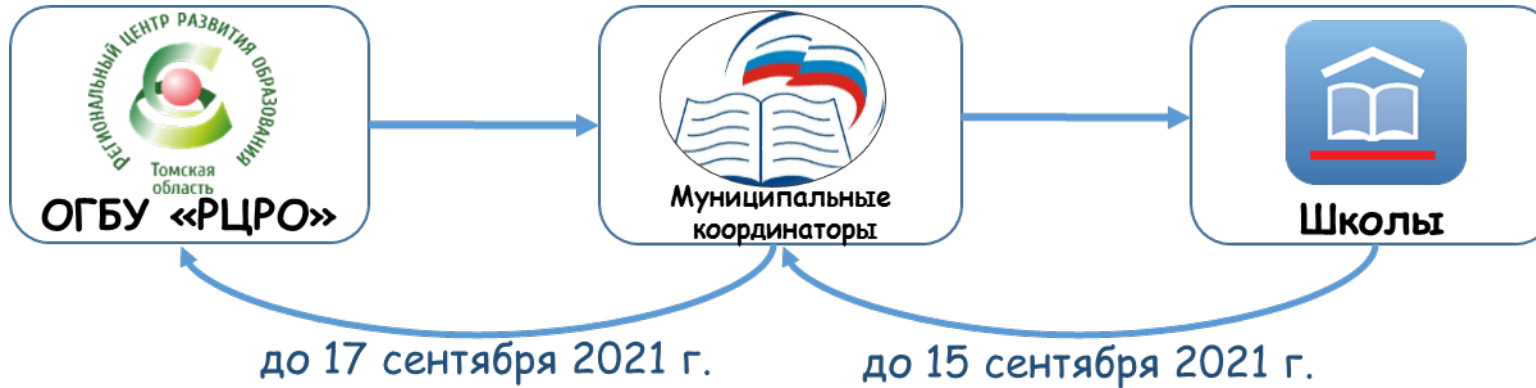 РЕГИОНАЛЬНЫЙ ЦЕНТР РАЗВИТИЯ ОБРАЗОВАНИЯ
Томская
область
ОГБУ «РЦРО»
Муниципальные
координаторы
Школы
до 17 сентября 2021 г.
до 15 сентября 2021 г.